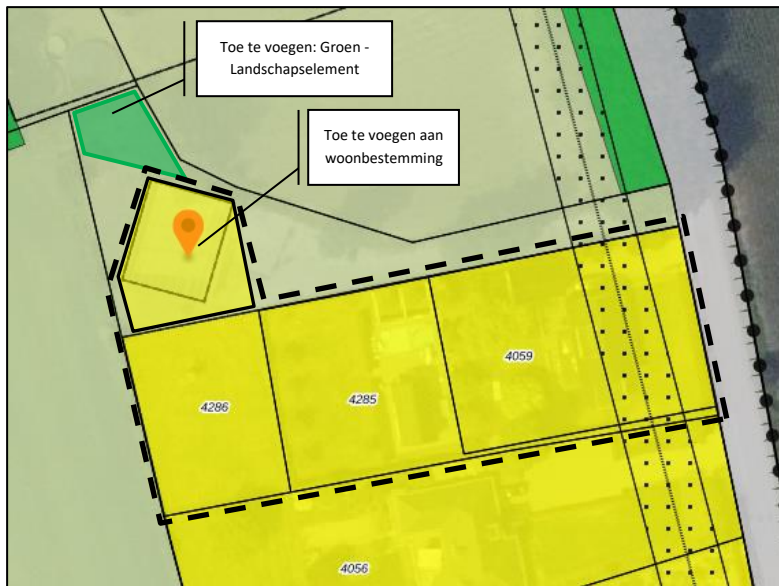 Toe te voegen: Groen -
Landschapselement
Toe te voegen aan
woonbestemming
4059
4285
4286
4056